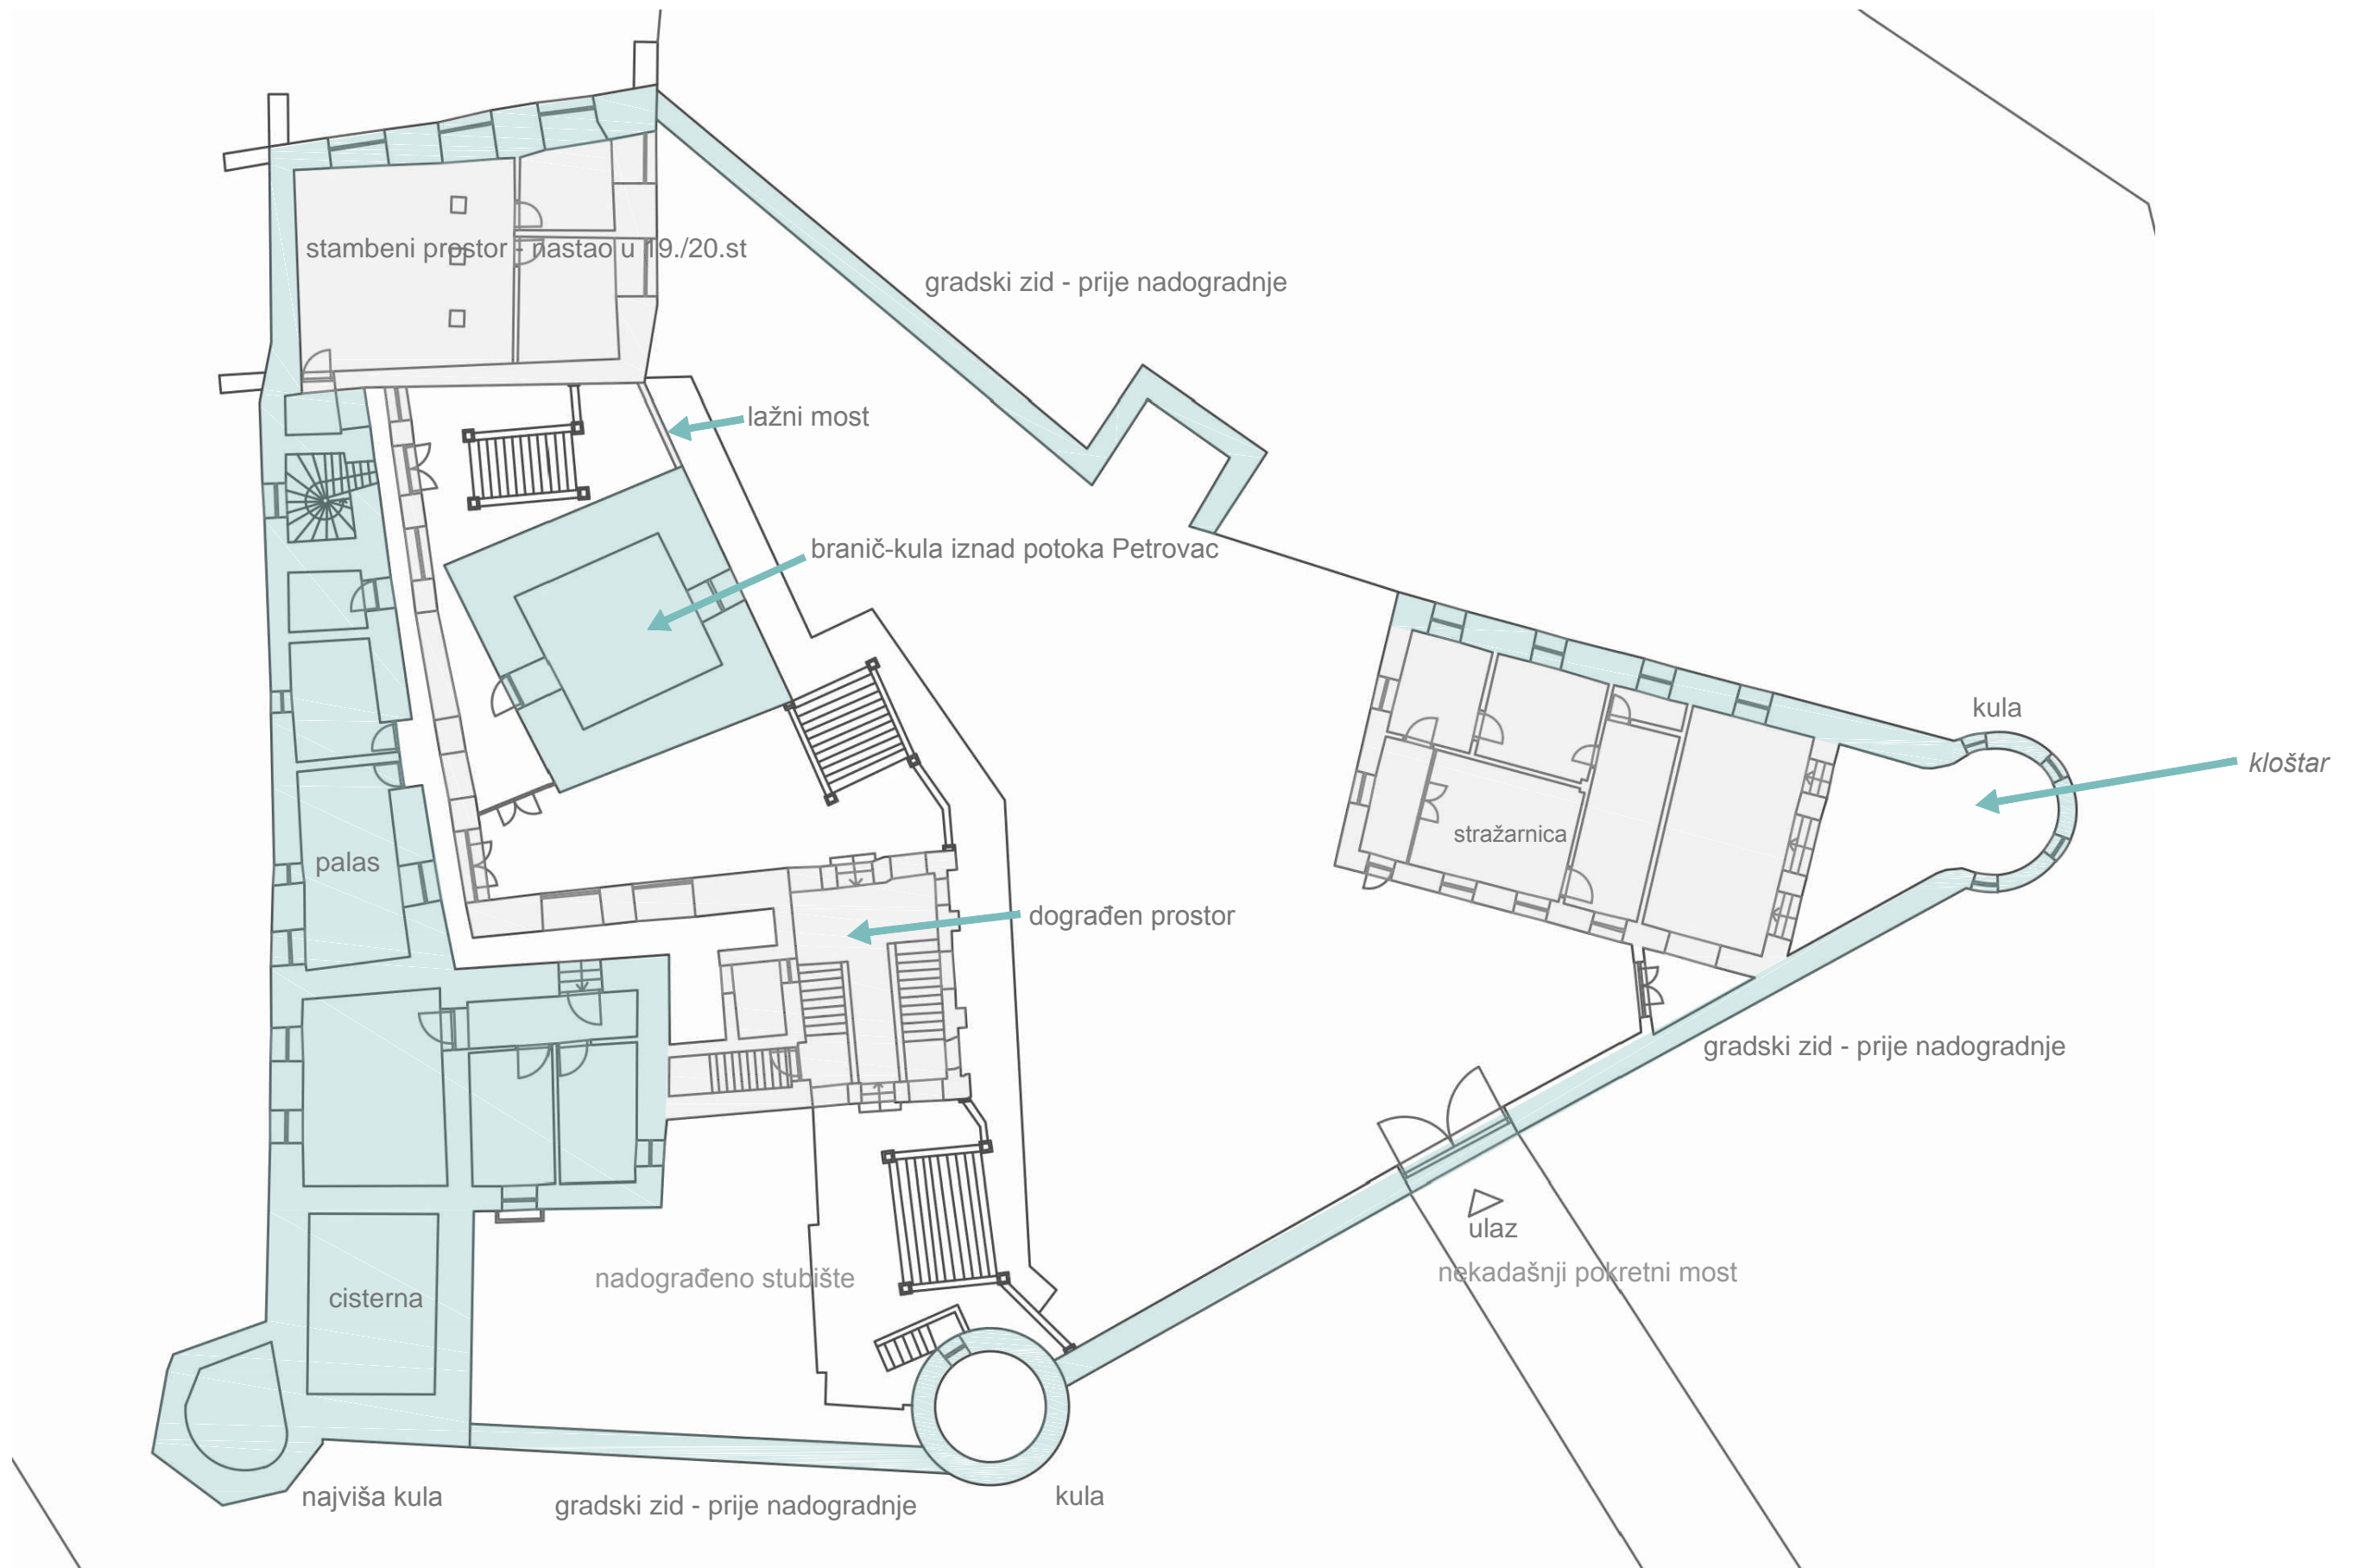 stambeni prostor - nastao u 19./20.st
gradski zid - prije nadogradnje
lažni most
branič-kula iznad potoka Petrovac
kula
kloštar
stražarnica
palas
dograđen prostor
gradski zid - prije nadogradnje
ulaz
nadograđeno stubište
nekadašnji pokretni most
cisterna
najviša kula
gradski zid - prije nadogradnje
kula